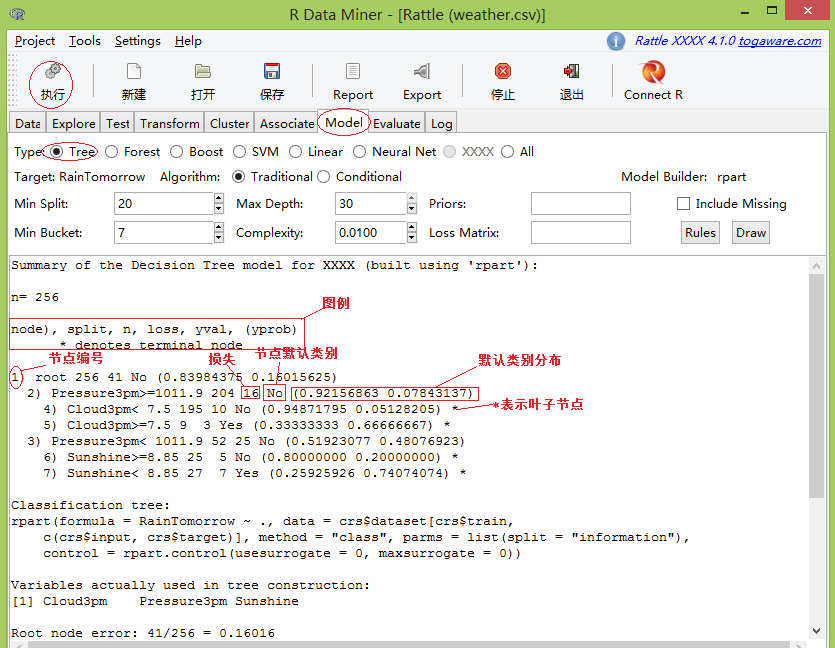 R Data Miner - [Rattle (weather.csv)]
Project Tools Settings Help
Rattle XXXX 4.1.0 togaware.com
执行 新建 打开 保存 Report Export 停止 退出 Connect R
Data Explore Test Transform Cluster Associate Model Evaluate Log
Type: Tree Forest Boost SVM Linear Neural Net XXXX All
Target: RainTomorrow Algorithm: Traditional Conditional Model Builder: rpart
Min Split: 20 Max Depth: 30 Priors: Include Missing
Min Bucket: 7 Complexity: 0.0100 Loss Matrix: Rules Draw
Summary of the Decision Tree model for XXXX (built using 'rpart'):
n= 256
图例
node), split, n, loss, yval, (yprob)
* denotes terminal node
节点编号 损失 节点默认类别 默认类别分布
1) root 256 41 No (0.83984375 0.16015625)
2) Pressure3pm>=1011.9 204 16 No (0.92156863 0.07843137)
4) Cloud3pm< 7.5 195 10 No (0.94871795 0.05128205) *
*表示叶子节点
5) Cloud3pm>=7.5 9 3 Yes (0.33333333 0.66666667) *
3) Pressure3pm< 1011.9 52 25 No (0.51923077 0.48076923)
6) Sunshine>=8.85 25 5 No (0.80000000 0.20000000) *
7) Sunshine< 8.85 27 7 Yes (0.25925926 0.74074074) *
Classification tree:
rpart(formula = RainTomorrow ~ ., data = crs$dataset[crs$train,
c(crs$input, crs$target)], method = "class", parms = list(split = "information"),
control = rpart.control(usesurrogate = 0, maxsurrogate = 0))
Variables actually used in tree construction:
[1] Cloud3pm Pressure3pm Sunshine
Root node error: 41/256 = 0.16016